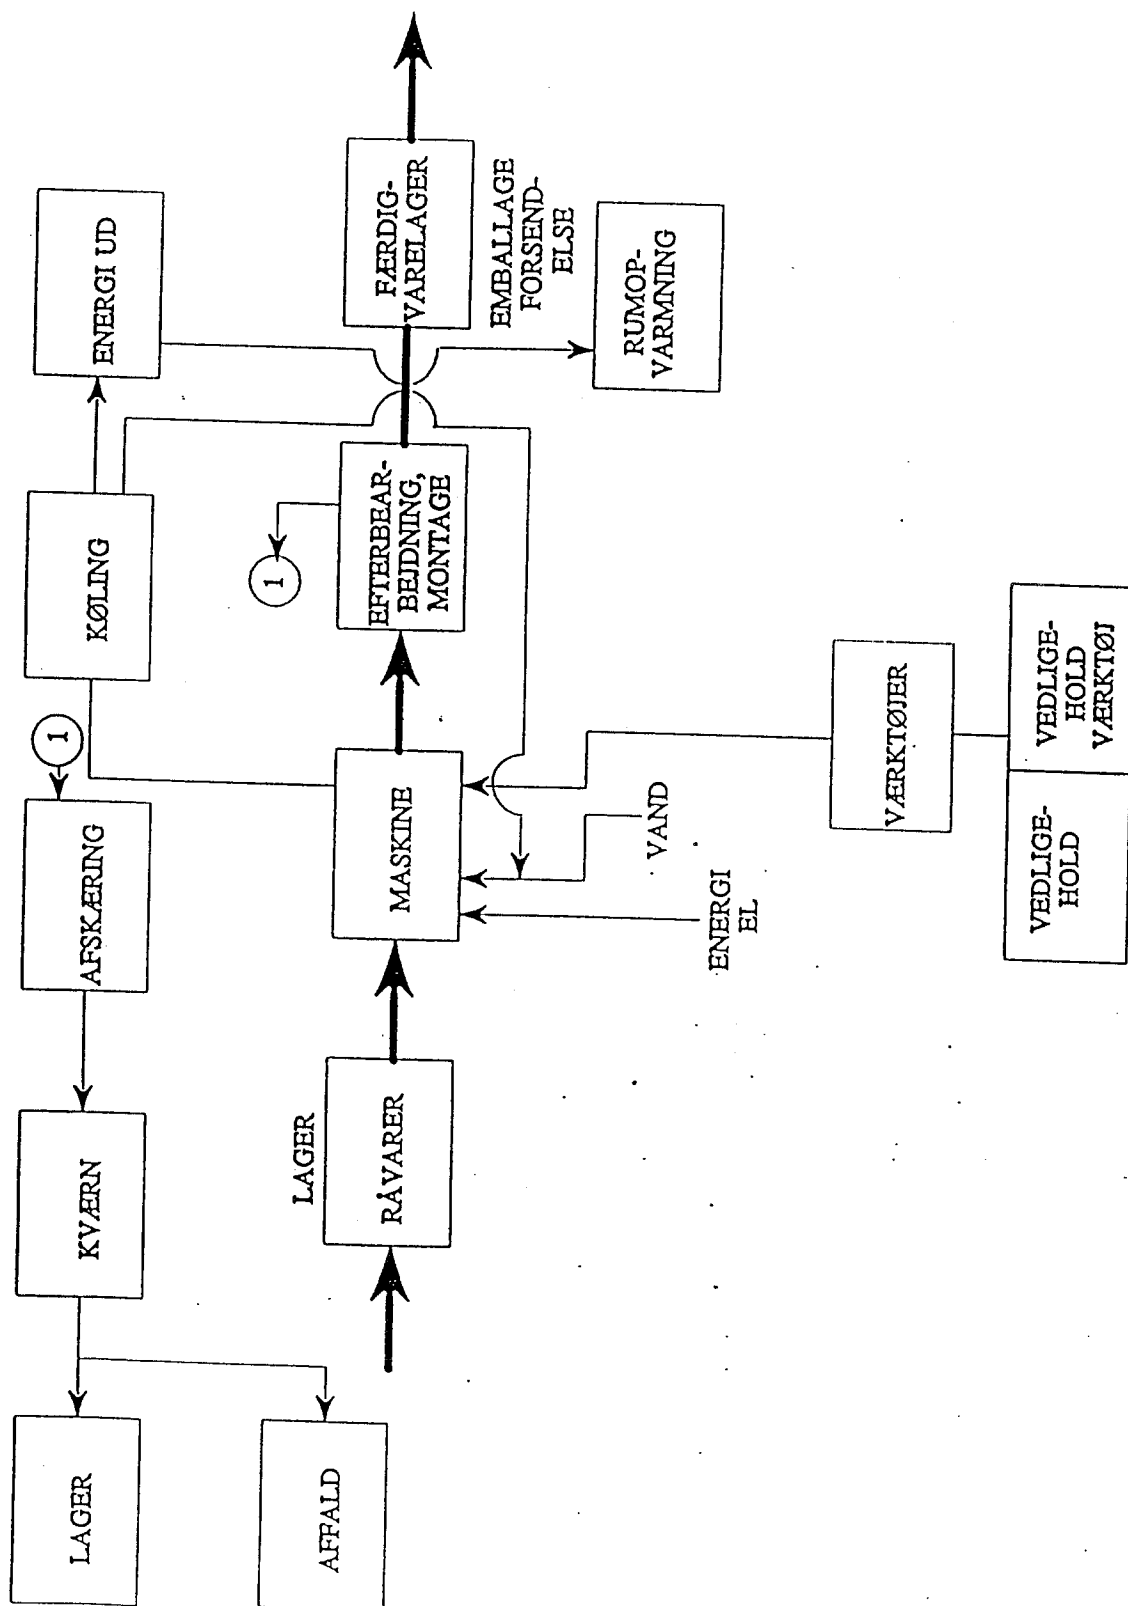 LAGER
KVÆRN
AFSKÆRING
1
KØLING
ENERGI UD
AFFALD
LAGER
RÅVARER
MASKINE
1
EFTERBEAR-
BEJDNING,
MONTAGE
FÆRDIG-
VARELAGER
EMBALLAGE
FORSEND-
ELSE
RUMOP-
VARMNING
VAND
ENERGI
EL
VÆRKTØJER
VEDLIGE-
HOLD
VEDLIGE-
HOLD
VÆRKTØJ